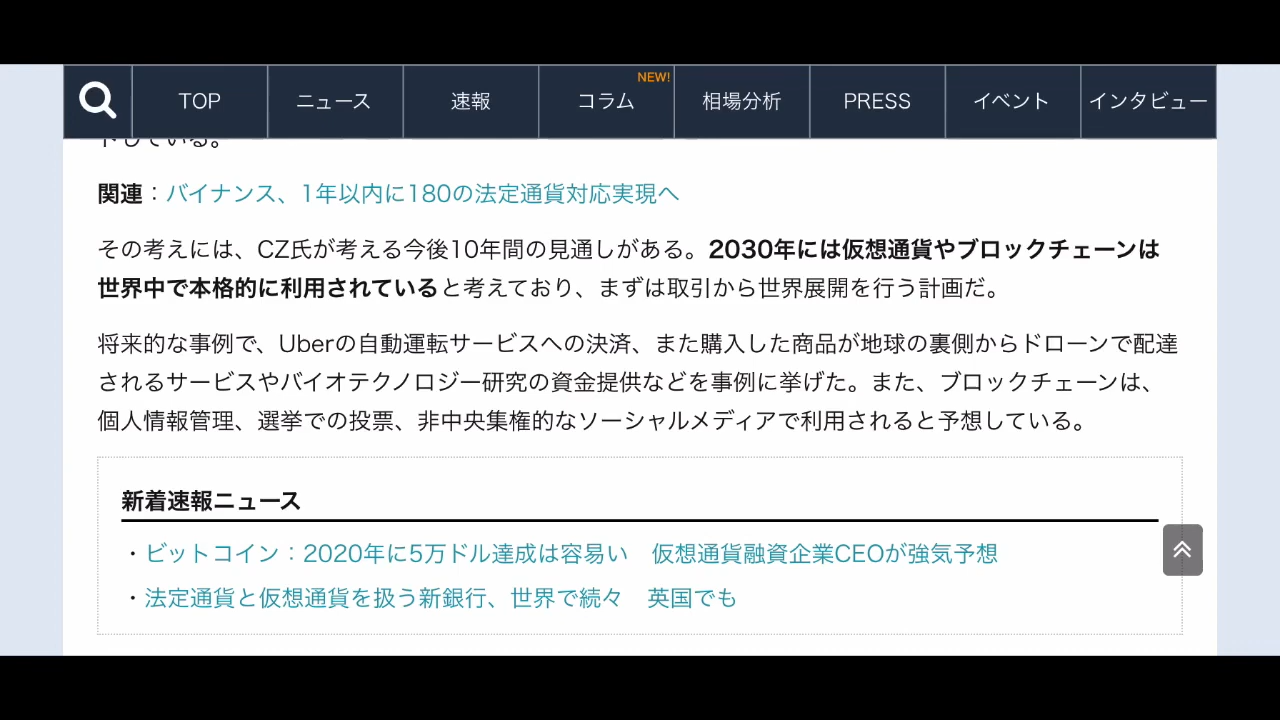 TOP
ニュース
速報
NEW!
コラム
相場分析
PRESS
イベント
インタビュー
ドしている。
関連：バイナンス、1年以内に180の法定通貨対応実現へ
その考えには、CZ氏が考える今後10年間の見通しがある。2030年には仮想通貨やブロックチェーンは
世界中で本格的に利用されていると考えており、まずは取引から世界展開を行う計画だ。
将来的な事例で、Uberの自動運転サービスへの決済、また購入した商品が地球の裏側からドローンで配達
されるサービスやバイオテクノロジー研究の資金提供などを事例に挙げた。また、ブロックチェーンは、
個人情報管理、選挙での投票、非中央集権的なソーシャルメディアで利用されると予想している。
新着速報ニュース
・ビットコイン：2020年に5万ドル達成は容易い　仮想通貨融資企業CEOが強気予想
・法定通貨と仮想通貨を扱う新銀行、世界で続々　英国でも